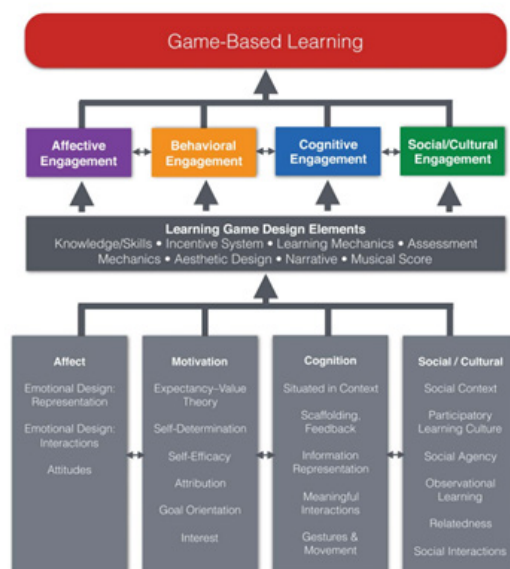 Game-Based Learning
Affective
Engagement
Behavioral
Engagement
Cognitive
Engagement
Social/Cultural
Engagement
Learning Game Design Elements
Knowledge/Skills • Incentive System • Learning Mechanics • Assessment
Mechanics • Aesthetic Design • Narrative • Musical Score
Affect
Emotional Design:
Representation
Emotional Design:
Interactions
Attitudes
Motivation
Expectancy–Value
Theory
Self-Determination
Self-Efficacy
Attribution
Goal Orientation
Interest
Cognition
Situated in Context
Scaffolding,
Feedback
Information
Representation
Meaningful
Interactions
Gestures &
Movement
Social / Cultural
Social Context
Participatory
Learning Culture
Social Agency
Observational
Learning
Relatedness
Social Interactions